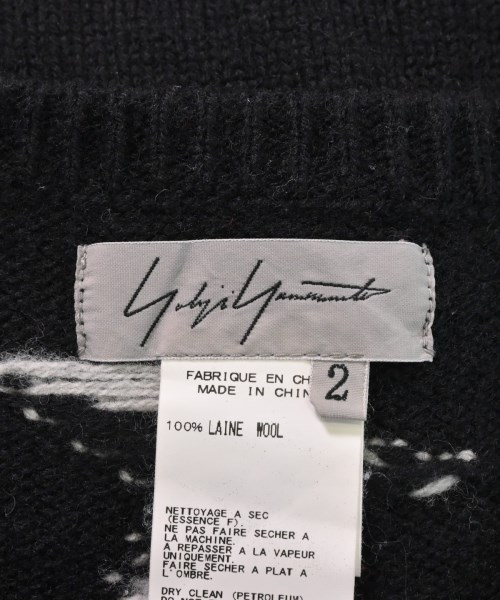 Yohji Yamamoto
FABRIQUE EN CH
MADE IN CHIN
2
100% LAINE WOOL
NETTOYAGE A SEC
(ESSENCE F).
NE PAS FAIRE SECHER A
LA MACHINE.
A REPASSER A LA VAPEUR
UNIQUEMENT.
FAIRE SECHER A PLAT A
L'OMBRE.
DRY CLEAN (PETROLEUM)